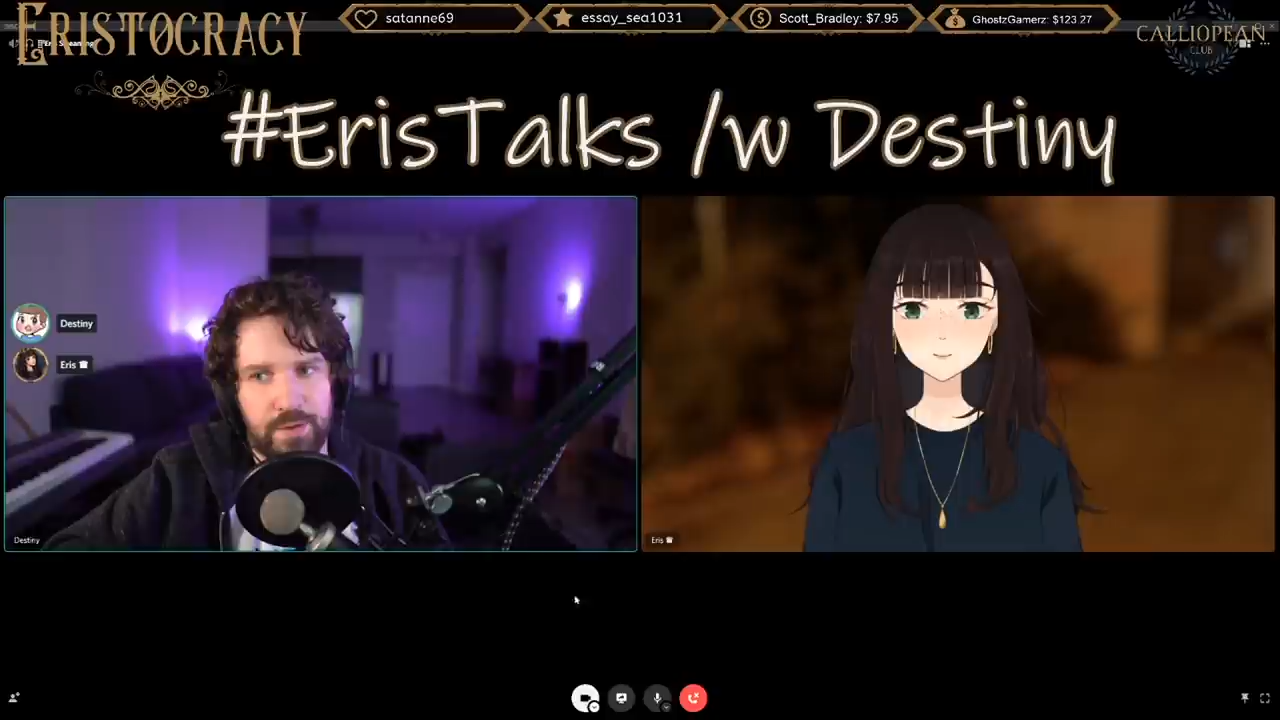 ERISTOCRACY
satanne69
essay_sea1031
Scott_Bradley: $7.95
GhostzGamerz: $123.27
CALLIOPEAN
CLUB
#ErisTalks /w Destiny
Destiny
Eris
Destiny
Eris